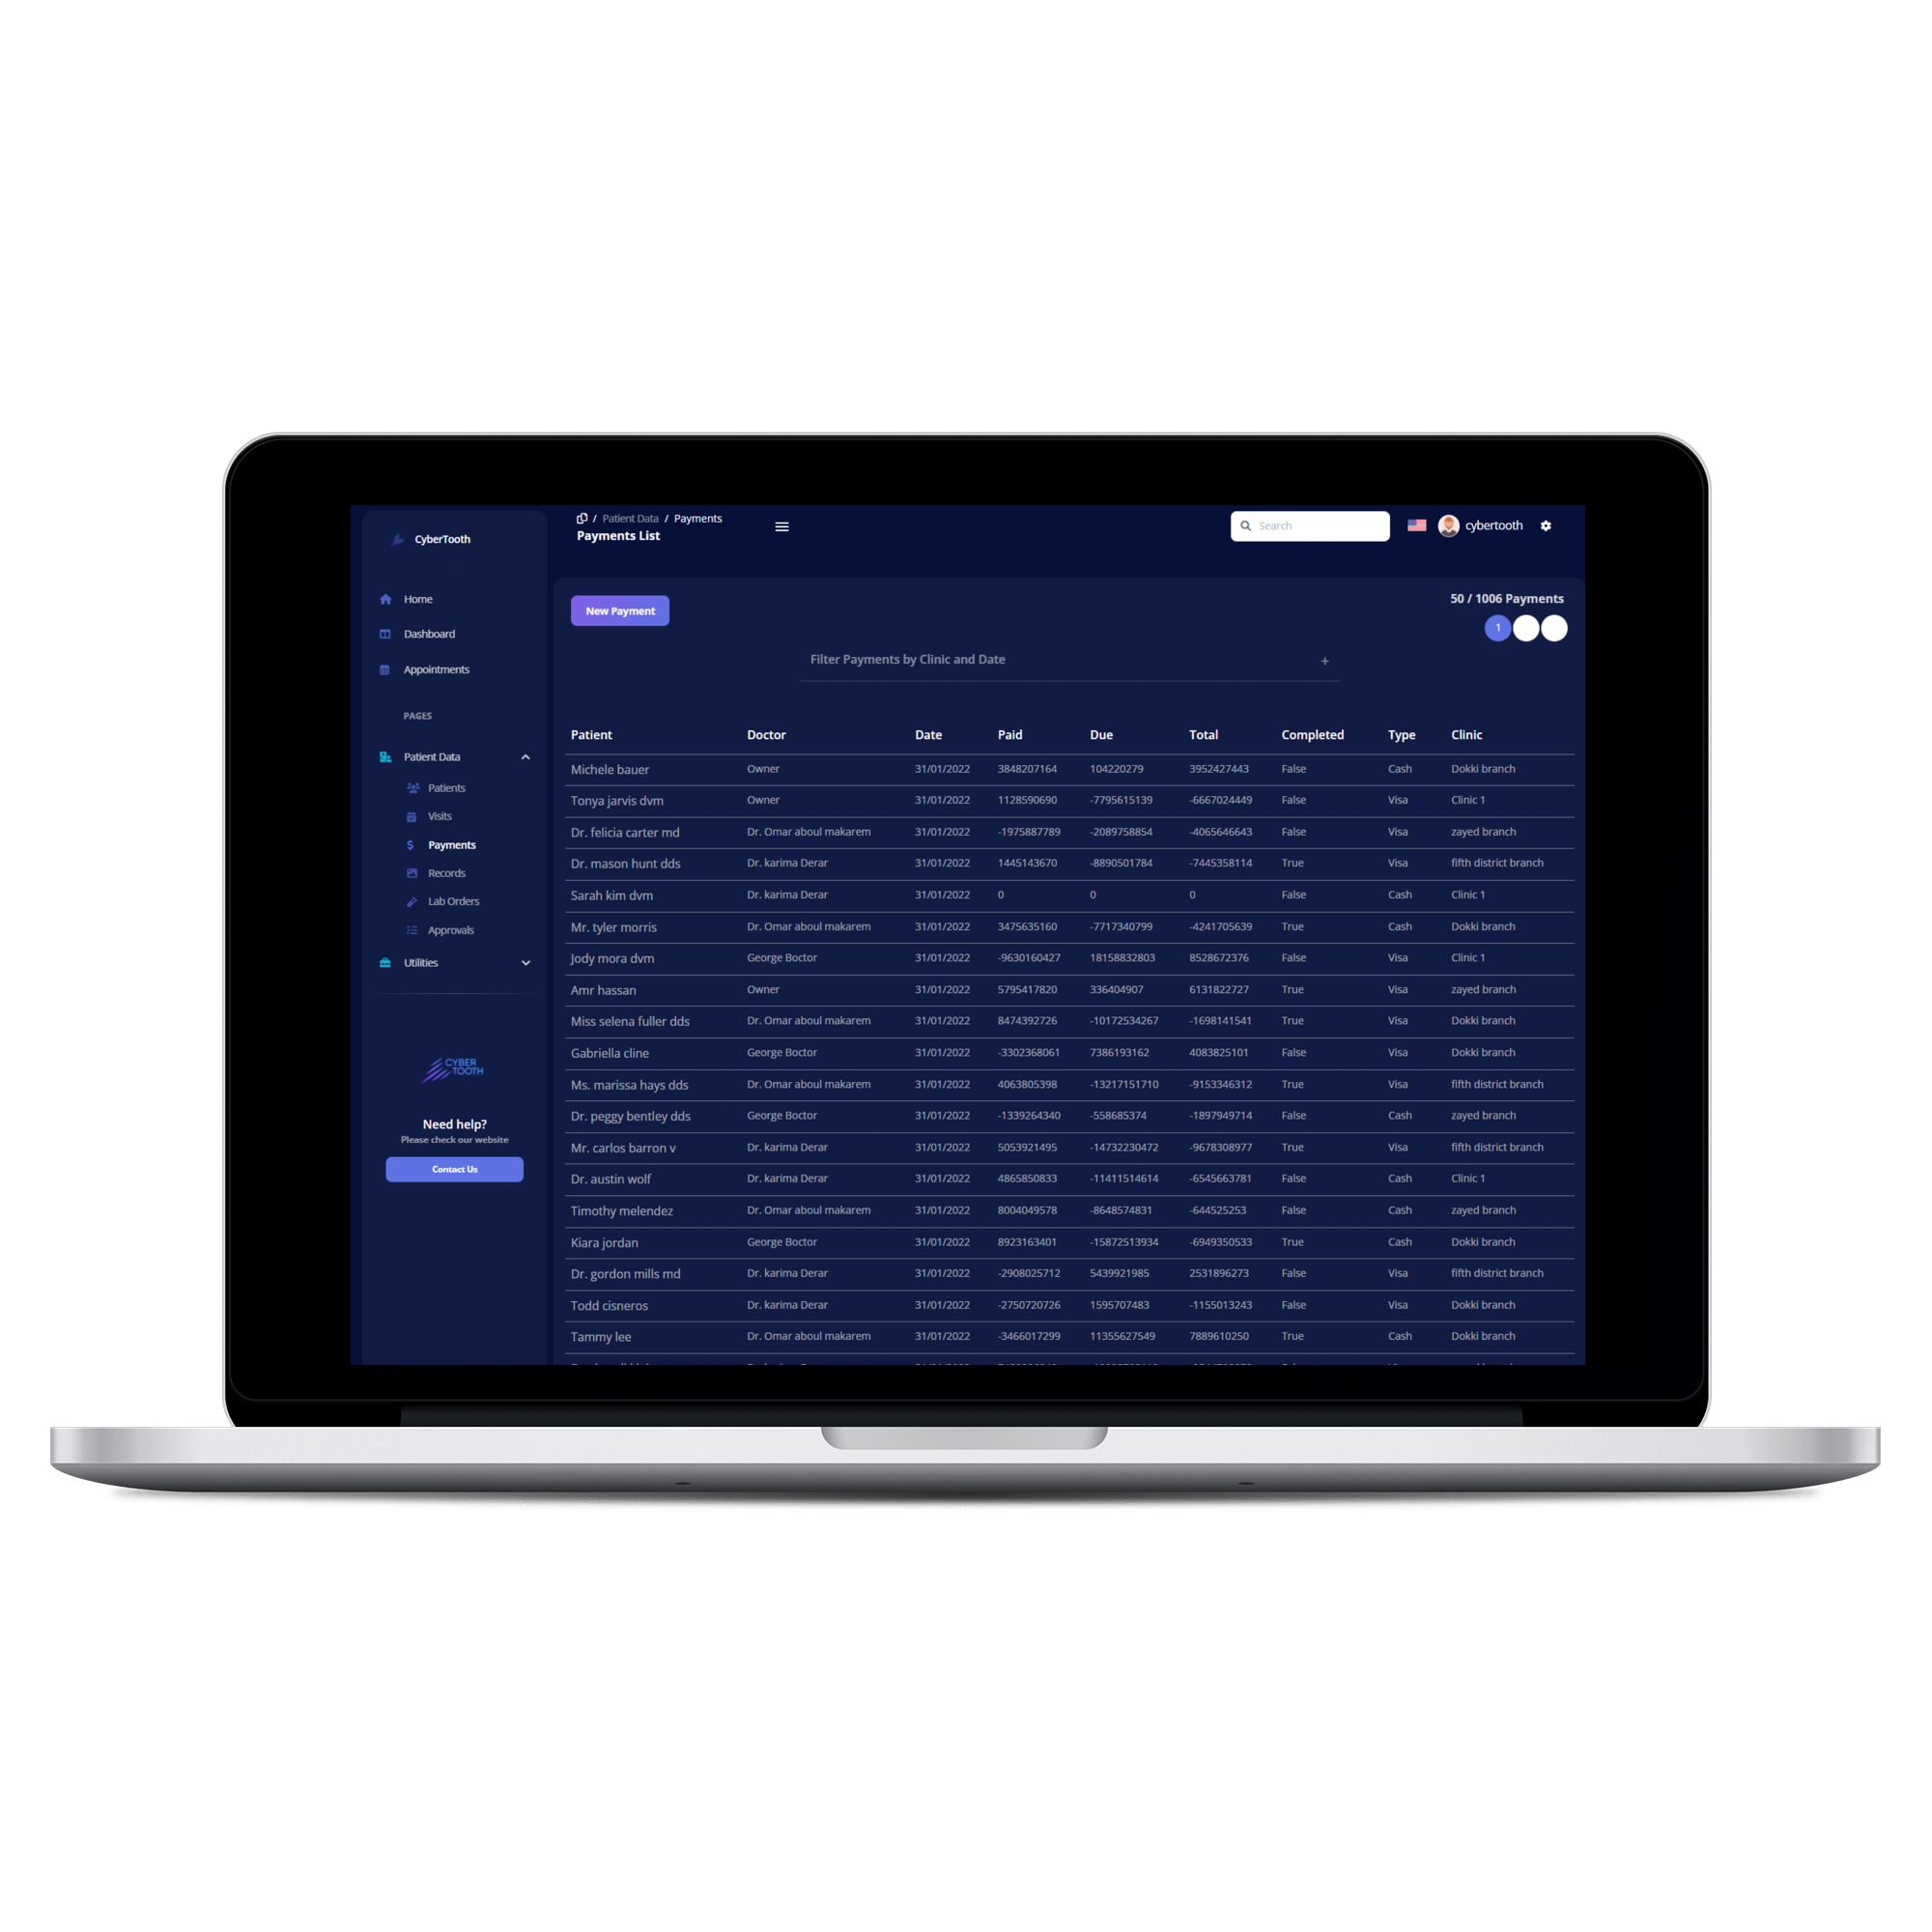 CyberTooth
Home
Dashboard
Appointments
PAGES
Patient Data
Patients
Visits
Payments
Records
Lab Orders
Approvals
Utilities
CYBER
TOOTH
Need help?
Please check our website
Contact Us
/ Patient Data / Payments
Payments List
Search
cybertooth
New Payment
50 / 1006 Payments
1
Filter Payments by Clinic and Date +
Patient Doctor Date Paid Due Total Completed Type Clinic
Michele bauer Owner 31/01/2022 3848207164 104220279 3952427443 False Cash Dokki branch
Tonya jarvis dvm Owner 31/01/2022 1128590690 -7795615139 -6667024449 False Visa Clinic 1
Dr. felicia carter md Dr. Omar aboul makarem 31/01/2022 -1975887789 -2089758854 -4065646643 False Visa zayed branch
Dr. mason hunt dds Dr. karima Derar 31/01/2022 1445143670 -8890501784 -7445358114 True Visa fifth district branch
Sarah kim dvm Dr. karima Derar 31/01/2022 0 0 0 False Cash Clinic 1
Mr. tyler morris Dr. Omar aboul makarem 31/01/2022 3475635160 -7717340799 -4241705639 True Cash Dokki branch
Jody mora dvm George Boctor 31/01/2022 -9630160427 18158832803 8528672376 False Visa Clinic 1
Amr hassan Owner 31/01/2022 5795417820 336404907 6131822727 True Visa zayed branch
Miss selena fuller dds Dr. Omar aboul makarem 31/01/2022 8474392726 -10172534267 -1698141541 True Visa Dokki branch
Gabriella cline George Boctor 31/01/2022 -3302368061 7386193162 4083825101 False Visa Dokki branch
Ms. marissa hays dds Dr. Omar aboul makarem 31/01/2022 4063805398 -13217151710 -9153346312 True Visa fifth district branch
Dr. peggy bentley dds George Boctor 31/01/2022 -1339264340 -558685374 -1897949714 False Cash zayed branch
Mr. carlos barron v Dr. karima Derar 31/01/2022 5053921495 -14732230472 -9678308977 True Visa fifth district branch
Dr. austin wolf Dr. karima Derar 31/01/2022 4865850833 -11411514614 -6545663781 False Cash Clinic 1
Timothy melendez Dr. Omar aboul makarem 31/01/2022 8004049578 -8648574831 -644525253 False Cash zayed branch
Kiara jordan George Boctor 31/01/2022 8923163401 -15872513934 -6949350533 True Cash Dokki branch
Dr. gordon mills md Dr. karima Derar 31/01/2022 -2908025712 5439921985 2531896273 False Visa fifth district branch
Todd cisneros Dr. karima Derar 31/01/2022 -2750720726 1595707483 -1155013243 False Visa Dokki branch
Tammy lee Dr. Omar aboul makarem 31/01/2022 -3466017299 11355627549 7889610250 True Cash Dokki branch